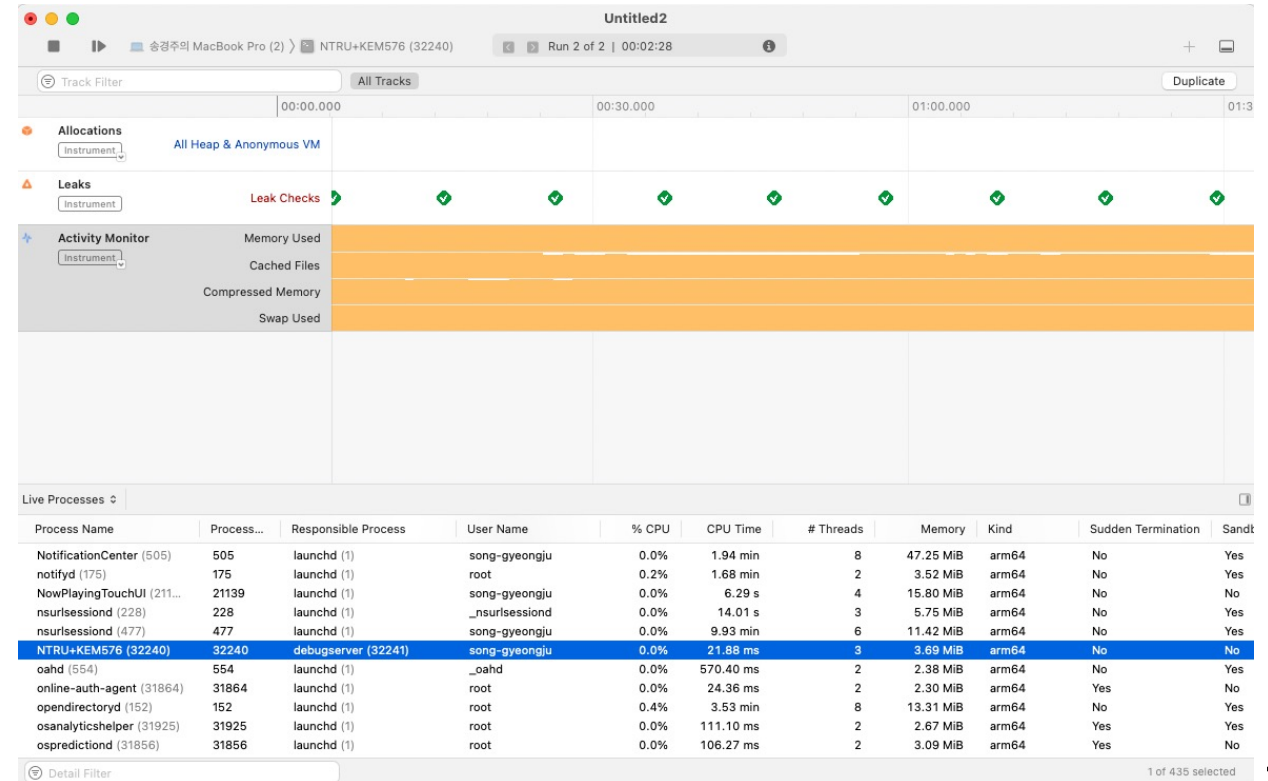 Untitled2
송경주의 MacBook Pro (2) 〉 NTRU+KEM576 (32240) Run 2 of 2 | 00:02:28
Track Filter All Tracks Duplicate
00:00.000 00:30.000 01:00.000 01:3
Allocations
Instrument All Heap & Anonymous VM
Leaks
Instrument Leak Checks
Activity Monitor Memory Used
Instrument
Cached Files
Compressed Memory
Swap Used
Live Processes
Process Name Process... Responsible Process User Name % CPU CPU Time # Threads Memory Kind Sudden Termination Sandb
NotificationCenter (505) 505 launchd (1) song-gyeongju 0.0% 1.94 min 8 47.25 MiB arm64 No Yes
notifyd (175) 175 launchd (1) root 0.2% 1.68 min 2 3.52 MiB arm64 No Yes
NowPlayingTouchUI (211... 21139 launchd (1) song-gyeongju 0.0% 6.29 s 4 15.80 MiB arm64 No No
nsurlsessiond (228) 228 launchd (1) _nsurlsessiond 0.0% 14.01 s 3 5.75 MiB arm64 No Yes
nsurlsessiond (477) 477 launchd (1) song-gyeongju 0.0% 9.93 min 6 11.42 MiB arm64 No Yes
NTRU+KEM576 (32240) 32240 debugserver (32241) song-gyeongju 0.0% 21.88 ms 3 3.69 MiB arm64 No No
oahd (554) 554 launchd (1) _oahd 0.0% 570.40 ms 2 2.38 MiB arm64 No Yes
online-auth-agent (31864) 31864 launchd (1) root 0.0% 24.36 ms 2 2.30 MiB arm64 Yes No
opendirectoryd (152) 152 launchd (1) root 0.4% 3.53 min 8 13.31 MiB arm64 No Yes
osanalyticshelper (31925) 31925 launchd (1) root 0.0% 111.10 ms 2 2.67 MiB arm64 Yes Yes
ospredictiond (31856) 31856 launchd (1) root 0.0% 106.27 ms 2 3.09 MiB arm64 Yes No
Detail Filter 1 of 435 selected